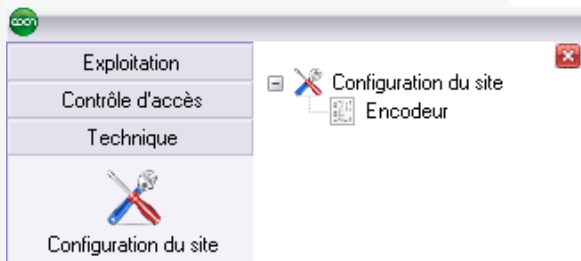 Exploitation
Contrôle d'accès
Technique
Configuration du site
Configuration du site
Encodeur